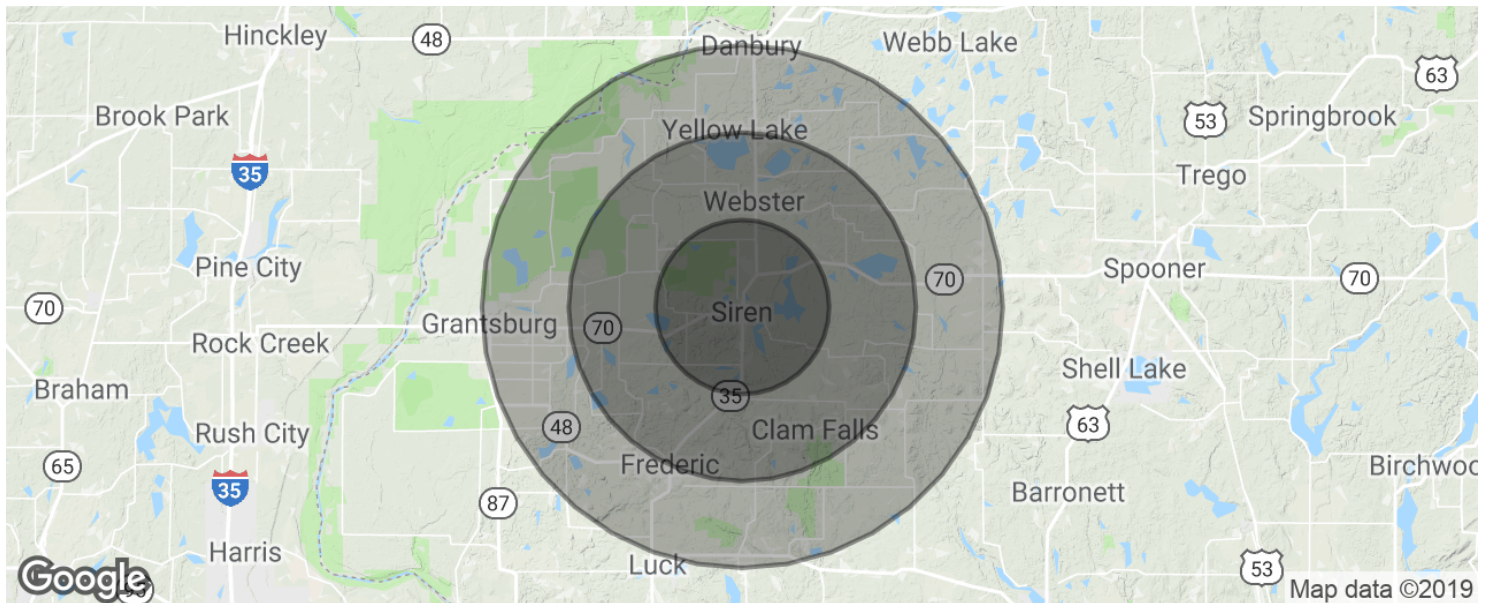 Hinckley
48
Danbury
Webb Lake
63
Brook Park
Yellow Lake
53
Springbrook
35
Trego
Webster
Pine City
70
Spooner
70
70
Siren
Grantsburg
70
Rock Creek
Shell Lake
Braham
35
63
Rush City
48
Clam Falls
65
Frederic
Birchwoo
35
87
Barronett
Harris
Luck
53
Google
Map data ©2019